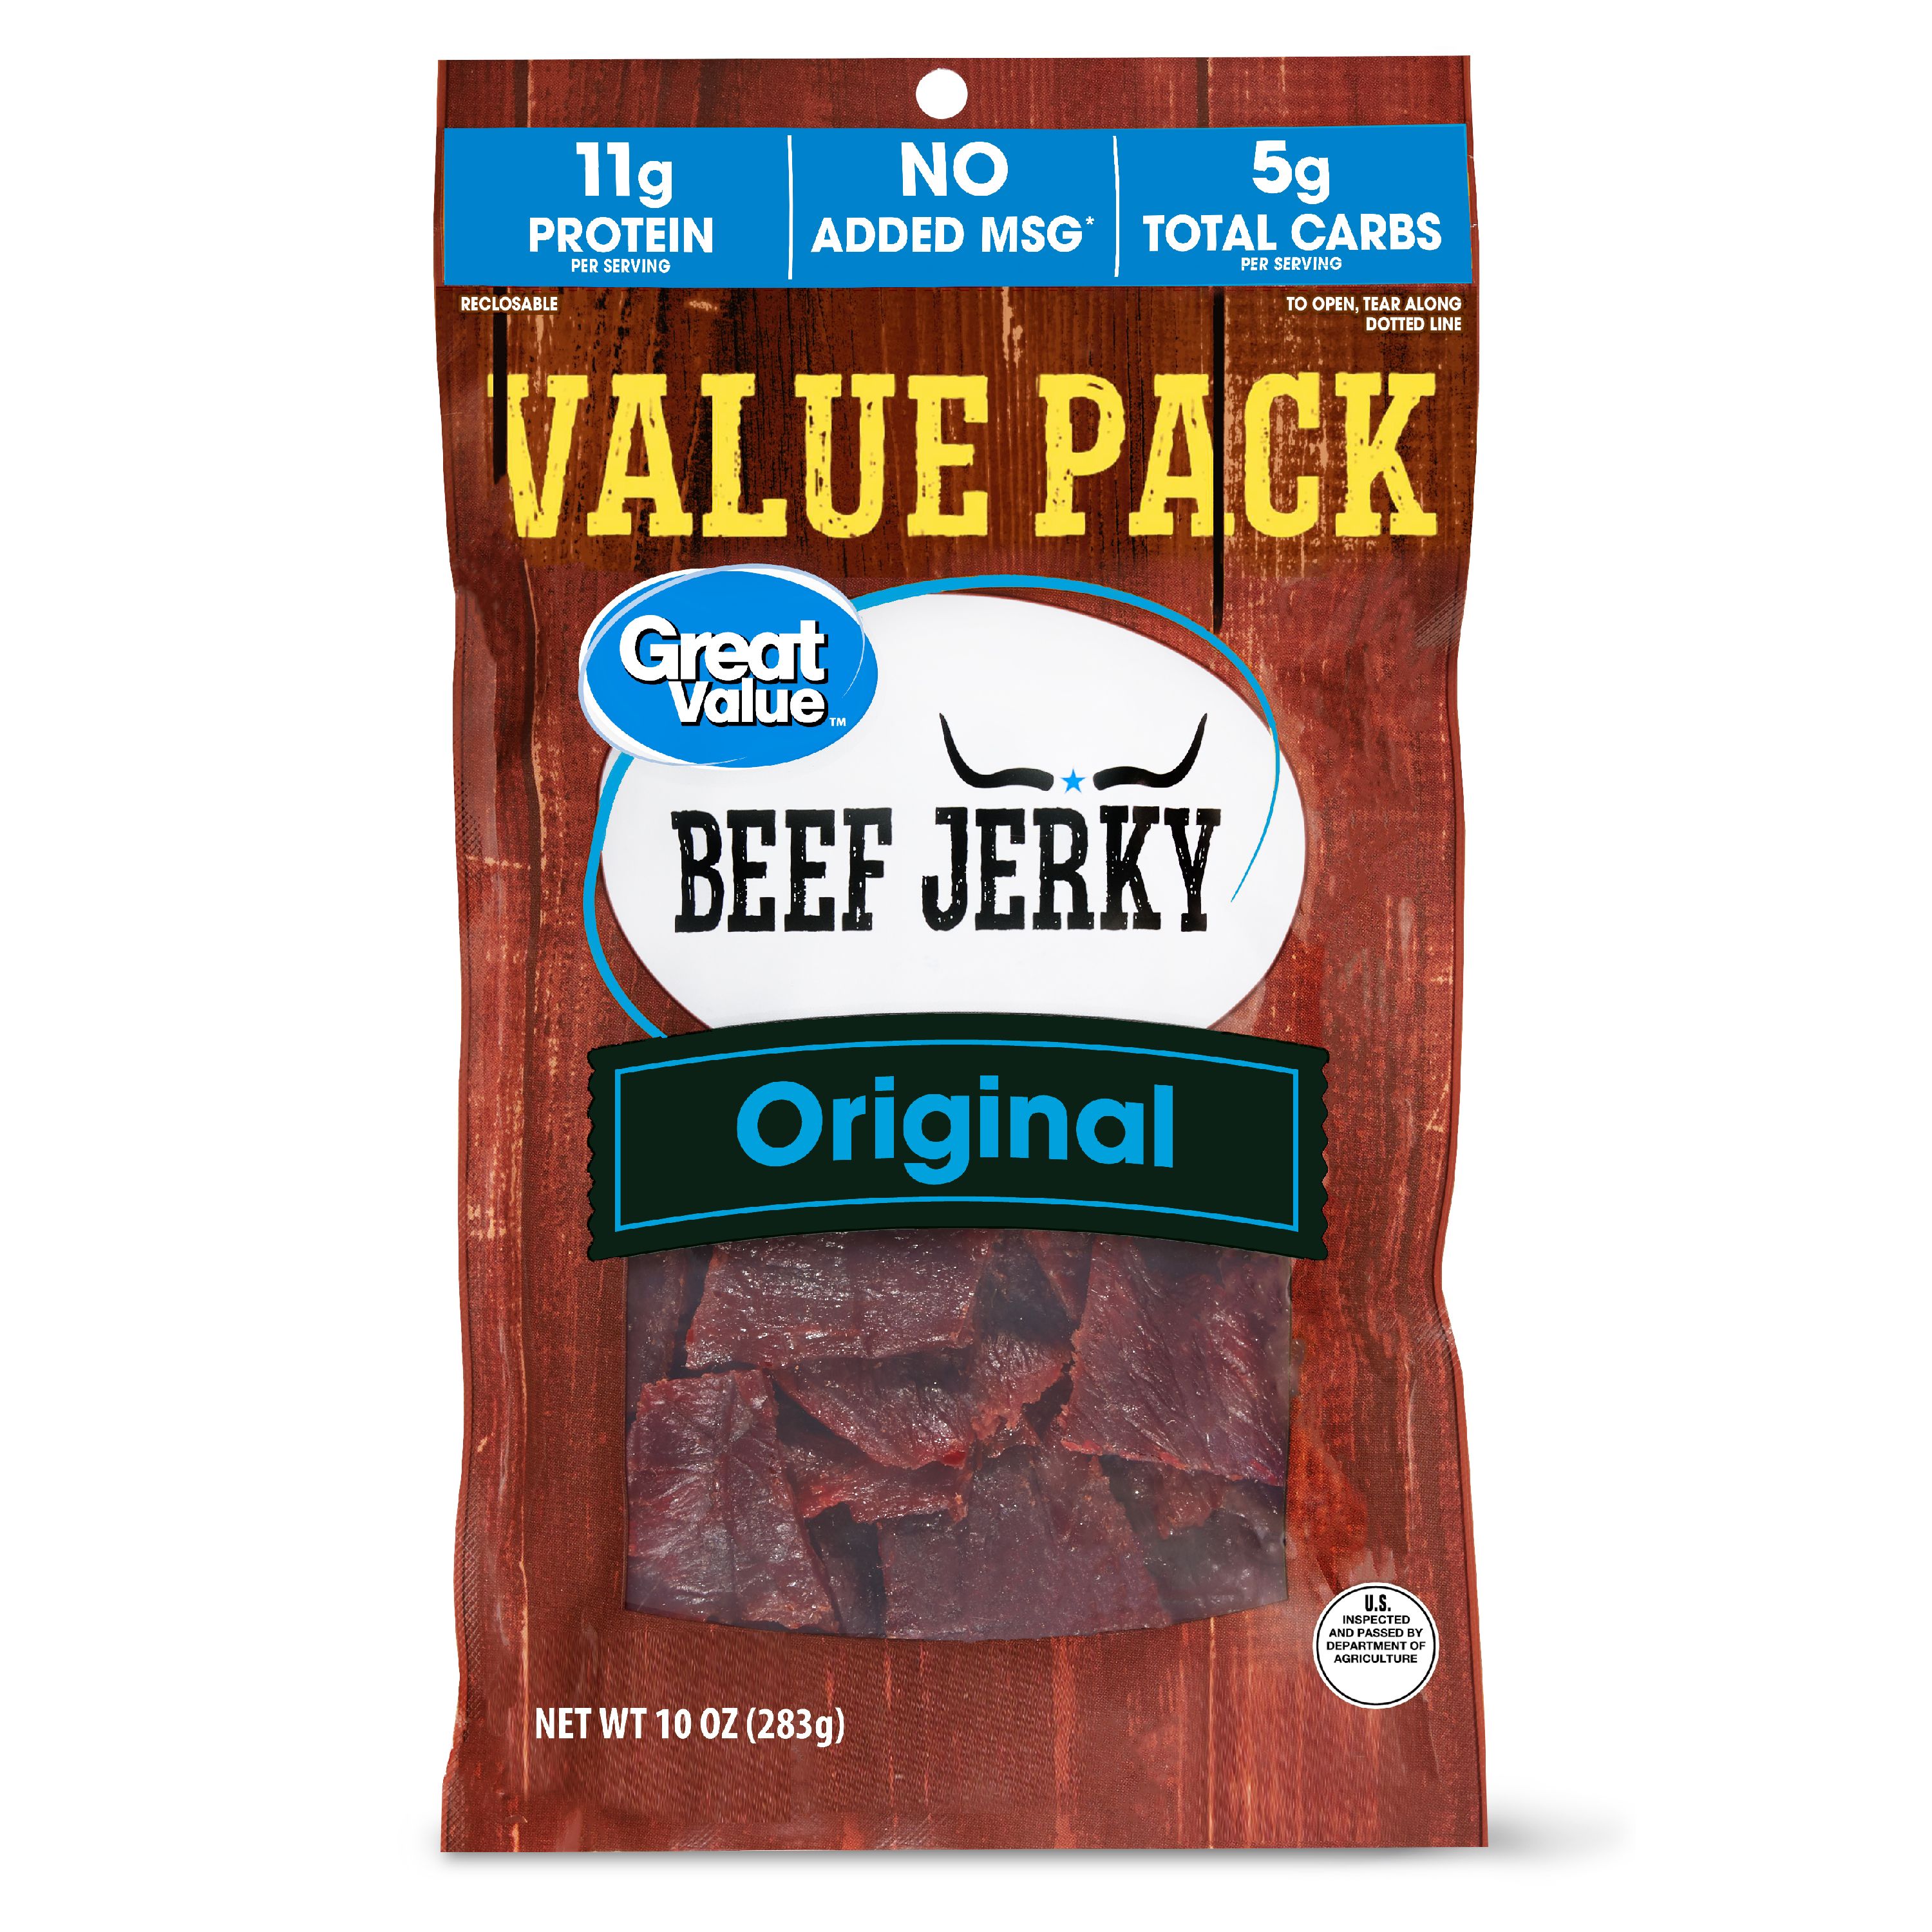 11g
PROTEIN
PER SERVING
NO
ADDED MSG*
5g
TOTAL CARBS
PER SERVING
RECLOSABLE
TO OPEN, TEAR ALONG
DOTTED LINE
VALUE PACK
Great
Value™
BEEF JERKY
Original
U.S.
INSPECTED
AND PASSED BY
DEPARTMENT OF
AGRICULTURE
NET WT 10 OZ (283g)